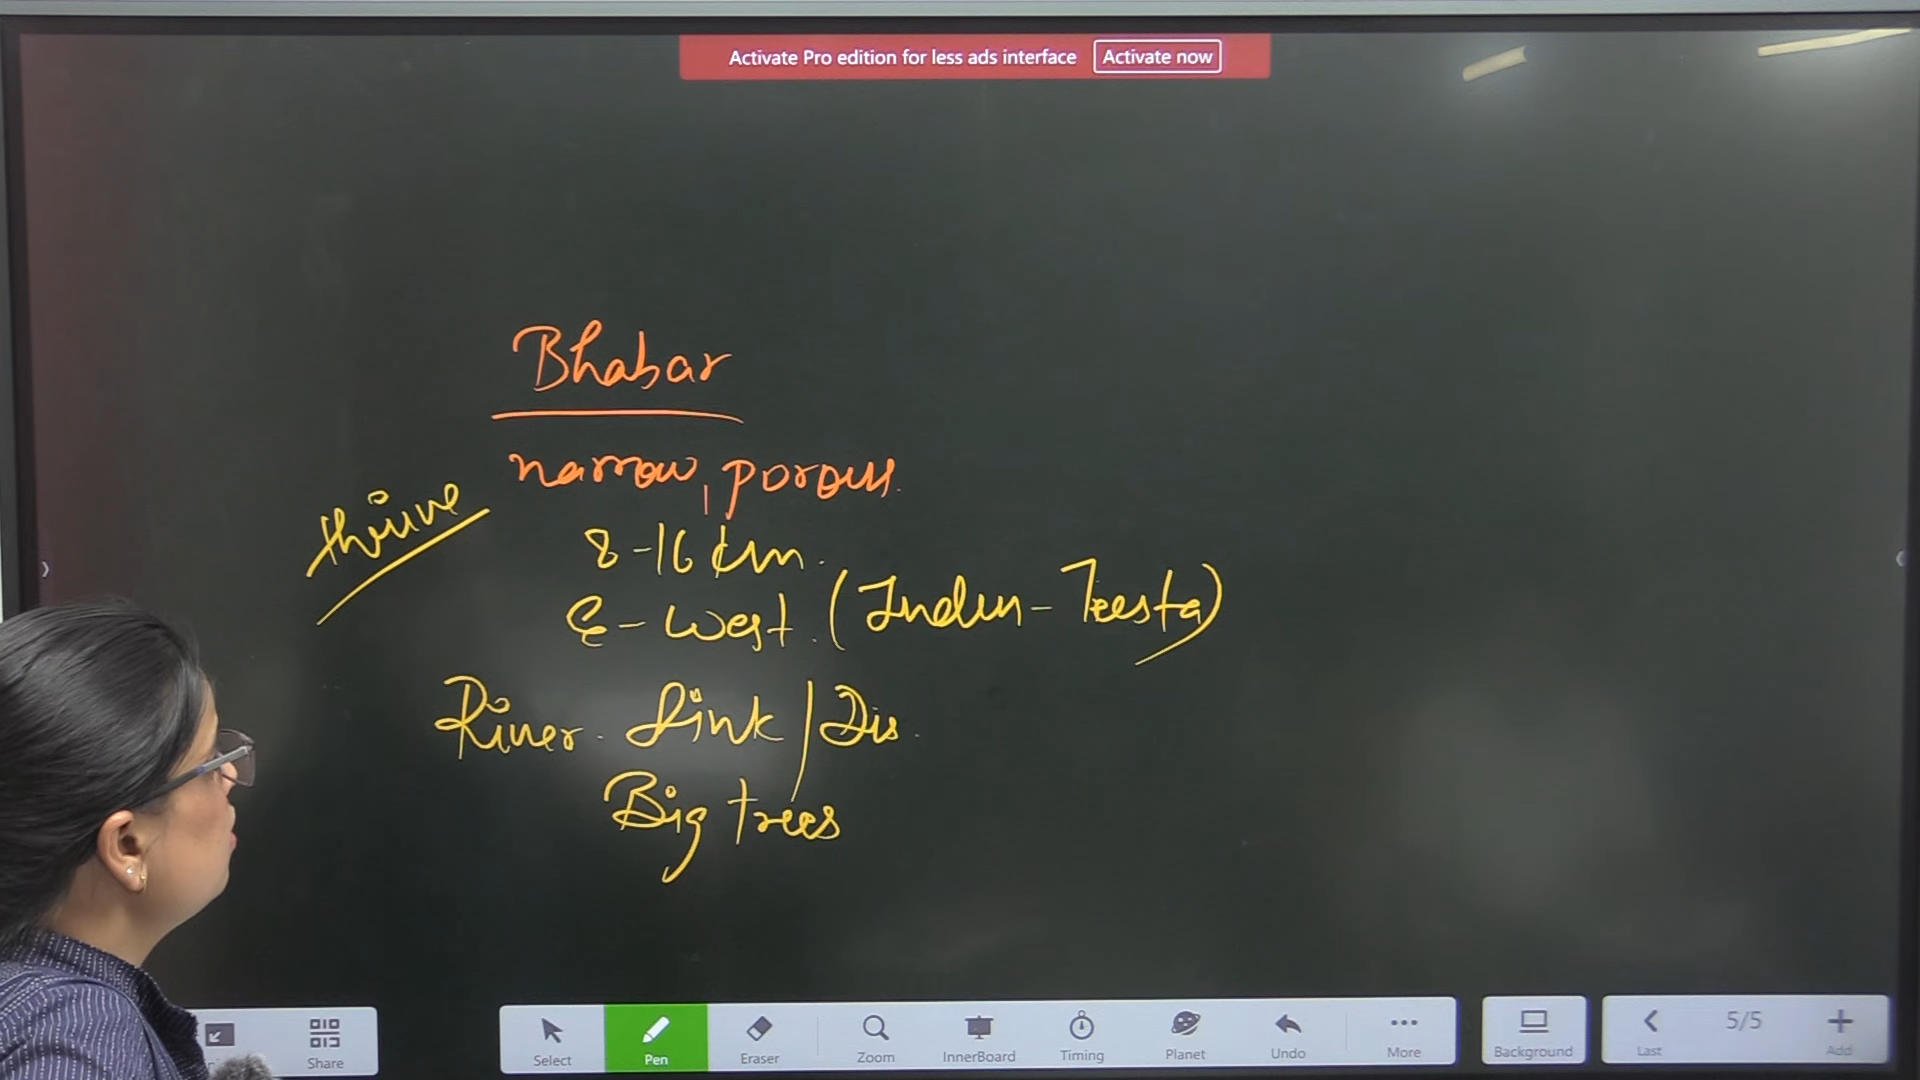 Activate Pro edition for less ads interface Activate now
Bhabar
narrow, porous.
thrive
8-16 km.
E-west. (Indus-Teesta)
River. Sink/Dis.
Big trees
Share
Select
Pen
Eraser
Zoom
InnerBoard
Timing
Planet
Undo
More
Background
Last
5/5
Add